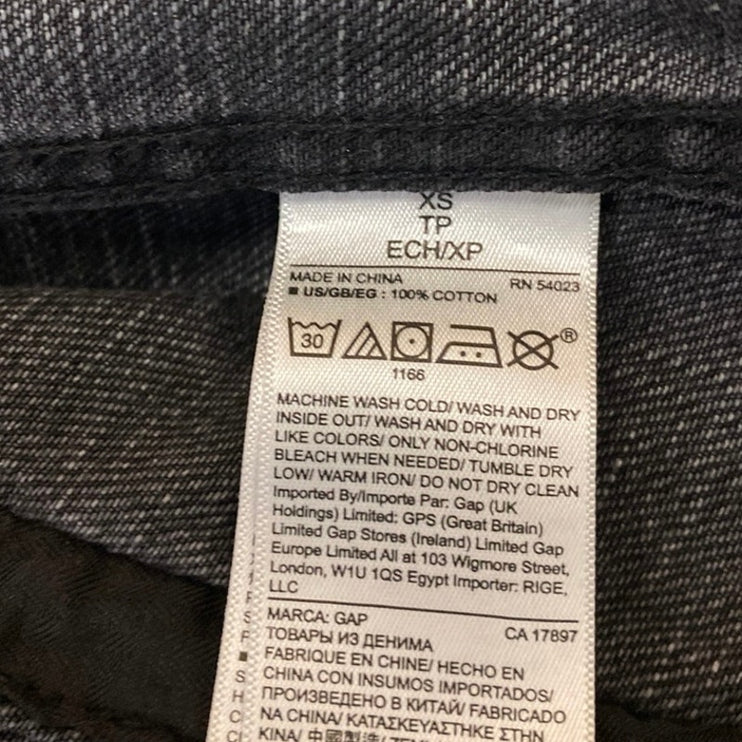 XS
TP
ECH/XP
MADE IN CHINA RN 54023
■ US/GB/EG : 100% COTTON
30
®
1166
MACHINE WASH COLD/ WASH AND DRY
INSIDE OUT/ WASH AND DRY WITH
LIKE COLORS/ ONLY NON-CHLORINE
BLEACH WHEN NEEDED/ TUMBLE DRY
LOW/ WARM IRON/ DO NOT DRY CLEAN
Imported By/Importe Par: Gap (UK
Holdings) Limited: GPS (Great Britain)
Limited Gap Stores (Ireland) Limited Gap
Europe Limited All at 103 Wigmore Street,
London, W1U 1QS Egypt Importer: RIGE,
LLC
MARCA: GAP CA 17897
ТОВАРЫ ИЗ ДЕНИМА
FABRIQUE EN CHINE/ HECHO EN
CHINA CON INSUMOS IMPORTADOS/
ПРОИЗВЕДЕНО В КИТАЙ/ FABRICADO
NA CHINA/ ΚΑΤΑΣΚΕΥΑΣΤΗΚΕ ΣΤΗΝ
KINA/ 中國製造/